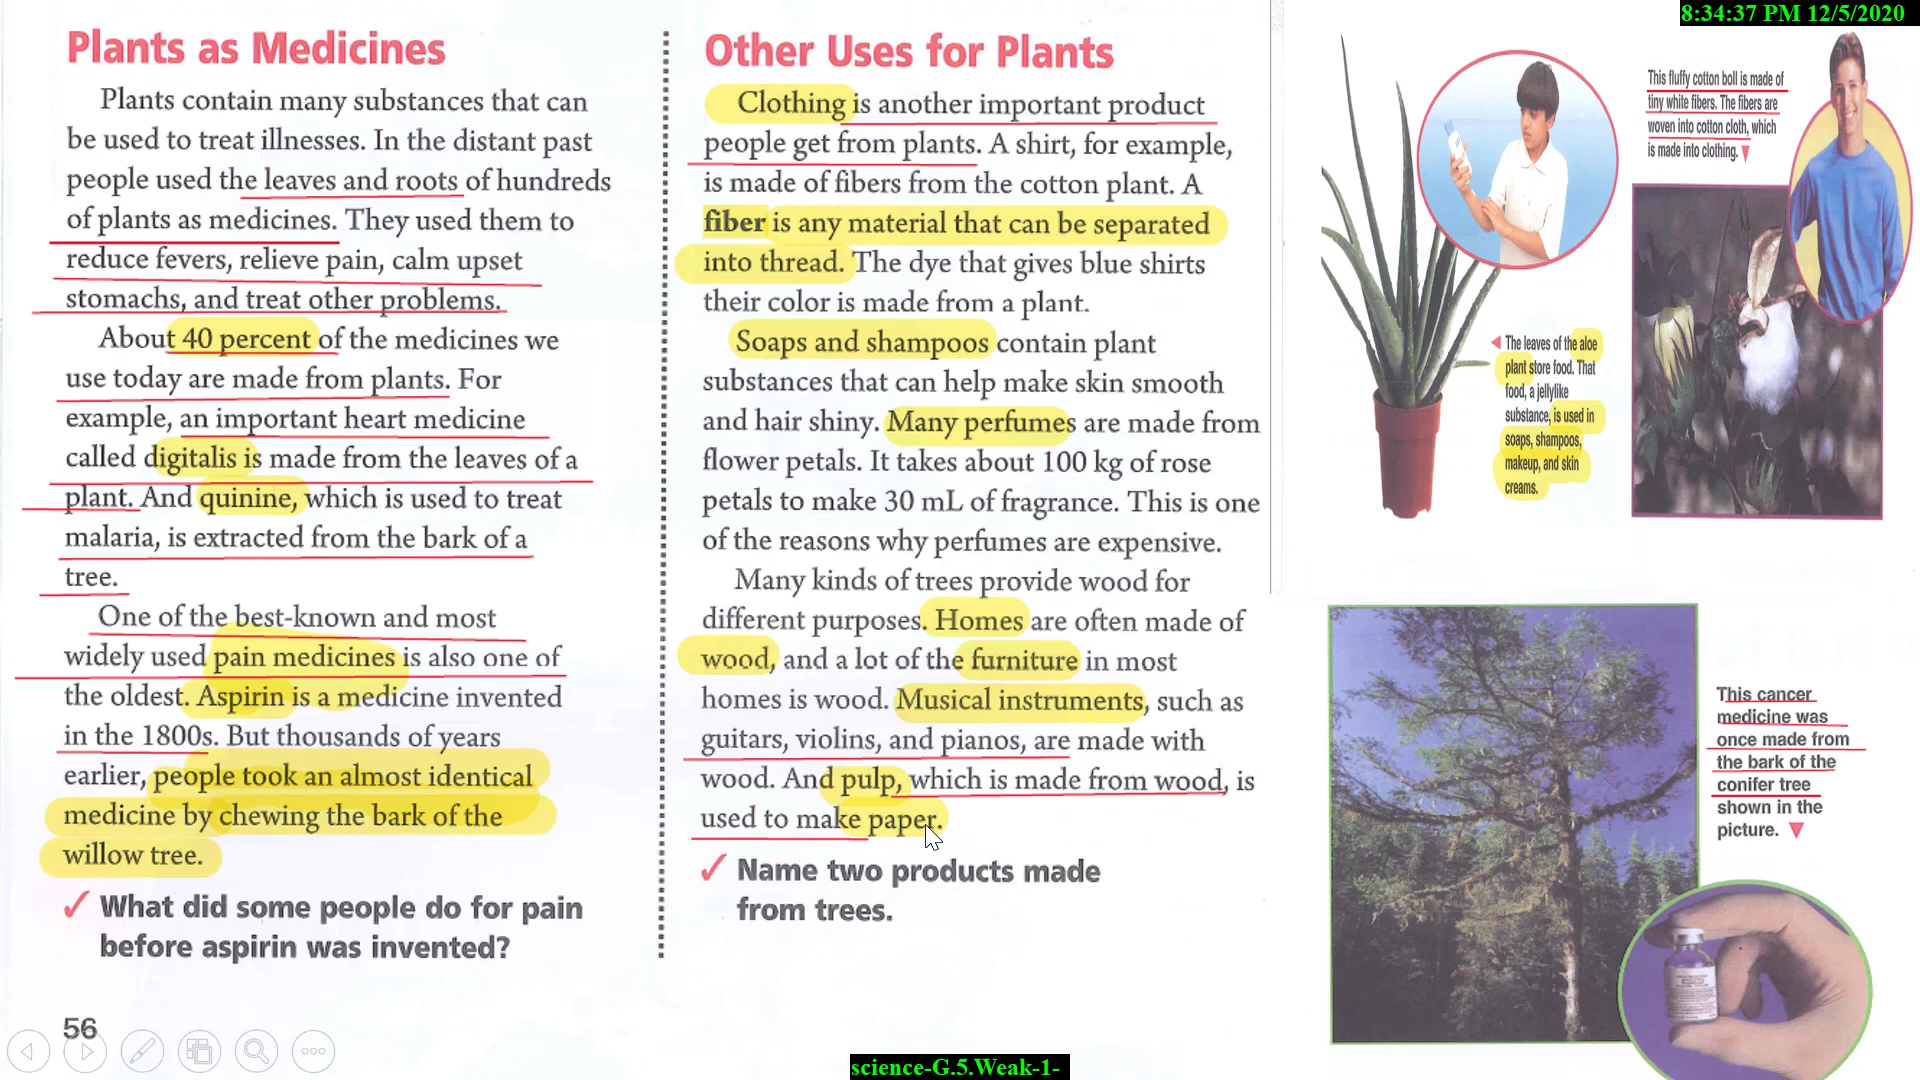 8:34:37 PM 12/5/2020
Plants as Medicines
Plants contain many substances that can
be used to treat illnesses. In the distant past
people used the leaves and roots of hundreds
of plants as medicines. They used them to
reduce fevers, relieve pain, calm upset
stomachs, and treat other problems.
About 40 percent of the medicines we
use today are made from plants. For
example, an important heart medicine
called digitalis is made from the leaves of a
plant. And quinine, which is used to treat
malaria, is extracted from the bark of a
tree.
One of the best-known and most
widely used pain medicines is also one of
the oldest. Aspirin is a medicine invented
in the 1800s. But thousands of years
earlier, people took an almost identical
medicine by chewing the bark of the
willow tree.
✓ What did some people do for pain
before aspirin was invented?
56
Other Uses for Plants
Clothing is another important product
people get from plants. A shirt, for example,
is made of fibers from the cotton plant. A
fiber is any material that can be separated
into thread. The dye that gives blue shirts
their color is made from a plant.
Soaps and shampoos contain plant
substances that can help make skin smooth
and hair shiny. Many perfumes are made from
flower petals. It takes about 100 kg of rose
petals to make 30 mL of fragrance. This is one
of the reasons why perfumes are expensive.
Many kinds of trees provide wood for
different purposes. Homes are often made of
wood, and a lot of the furniture in most
homes is wood. Musical instruments, such as
guitars, violins, and pianos, are made with
wood. And pulp, which is made from wood, is
used to make paper.
✓ Name two products made
from trees.
This fluffy cotton boll is made of
tiny white fibers. The fibers are
woven into cotton cloth, which
is made into clothing.
The leaves of the aloe
plant store food. That
food, a jellylike
substance, is used in
soaps, shampoos,
makeup, and skin
creams.
This cancer
medicine was
once made from
the bark of the
conifer tree
shown in the
picture.
science-G.5.Weak-1-